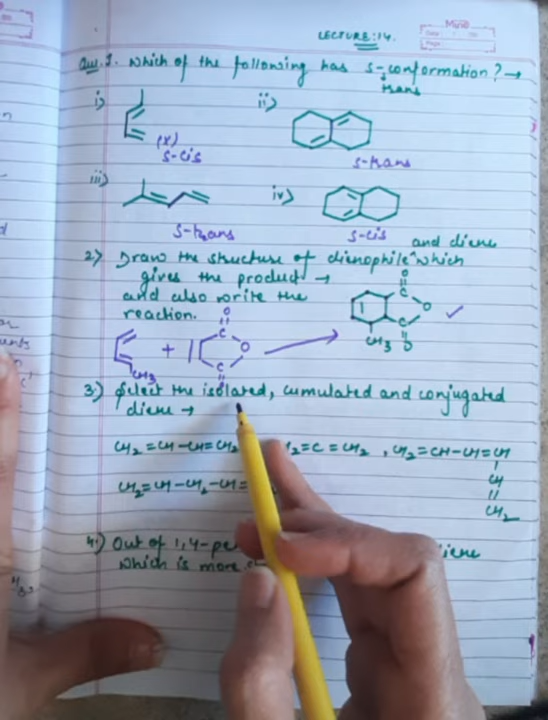 LECTURE:14.
Que.1. Which of the following has s-conformation? →
trans
i) ii)
(x)
s-cis s-trans
iii) iv)
s-trans s-cis
and diene
2) Draw the structure of dienophile^which
gives the product →
and also write the
reaction.
O
C
O
C
O
CH3
✓
O
C
O
C
CH3
+
3) Select the isolated, cumulated and conjugated
diene →
CH2=CH-CH=CH2 =C=CH2 , CH2=CH-CH=CH
CH
CH2
CH2=CH-CH2-CH=
4.) Out of 1,4-pe diene
which is more